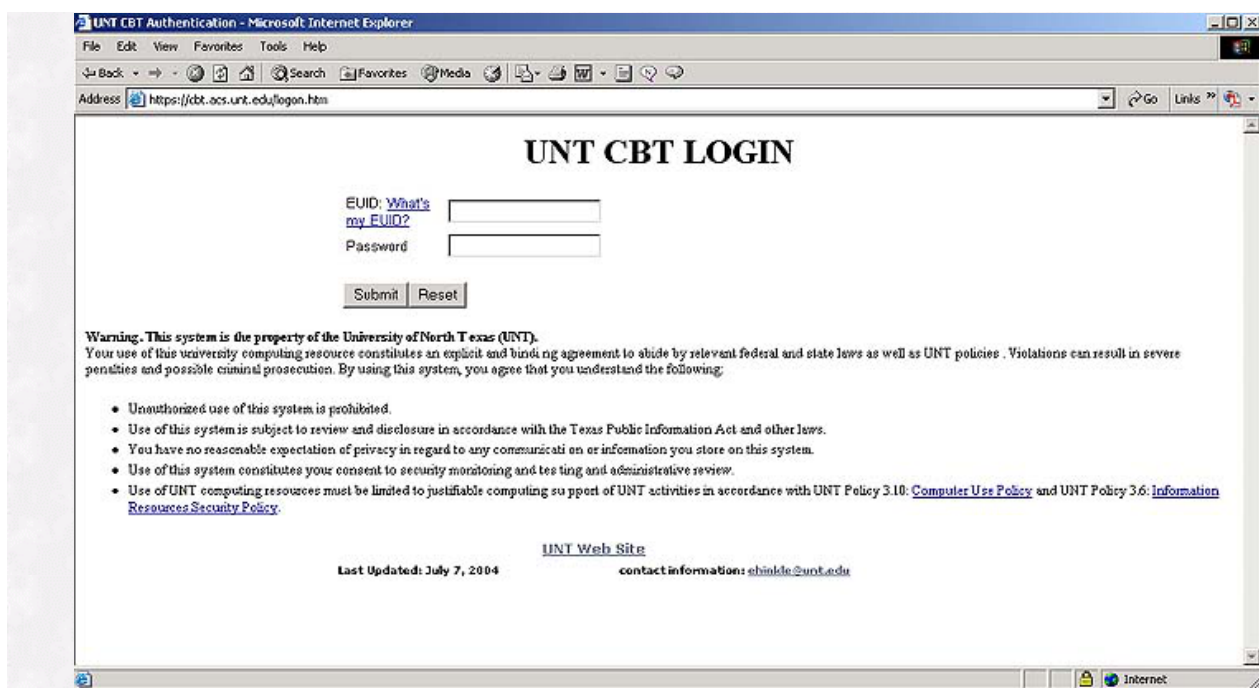 UNT CBT Authentication - Microsoft Internet Explorer
File Edit View Favorites Tools Help
Back Search Favorites Media
Address https://cbt.acs.unt.edu/logon.htm Go Links »
UNT CBT LOGIN
EUID: What's
my EUID?
Password
Submit Reset
Warning. This system is the property of the University of North Texas (UNT).
Your use of this university computing resource constitutes an explicit and binding agreement to abide by relevant federal and state laws as well as UNT policies . Violations can result in severe
penalties and possible criminal prosecution. By using this system, you agree that you understand the following:
• Unauthorized use of this system is prohibited.
• Use of this system is subject to review and disclosure in accordance with the Texas Public Information Act and other laws.
• You have no reasonable expectation of privacy in regard to any communicati on or information you store on this system.
• Use of this system constitutes your consent to security monitoring and tes ting and administrative review.
• Use of UNT computing resources must be limited to justifiable computing su pport of UNT activities in accordance with UNT Policy 3.10: Computer Use Policy and UNT Policy 3.6: Information
Resources Security Policy.
UNT Web Site
Last Updated: July 7, 2004 contact information: ehinkle@unt.edu
Internet